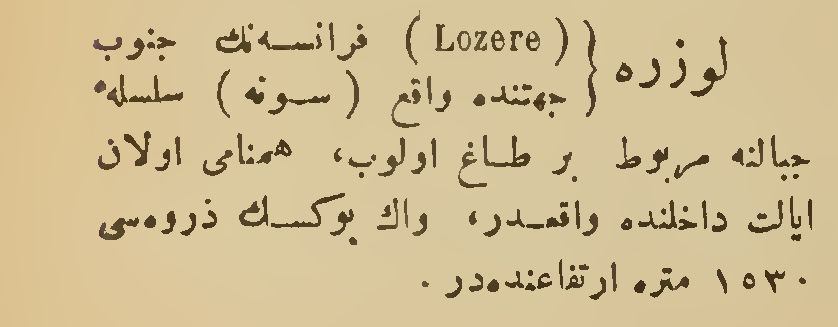 لوزره { (Lozere) فرانسه‌نك جنوب
جهتنده واقع (سونه) سلسلهٔ
جبالنه مربوط بر طاغ اولوب، همنامی اولان
ایالت داخلنده واقعدر، واك یوكسك ذروه‌سی
۱۵۳۰ متره ارتفاعنده‌در.